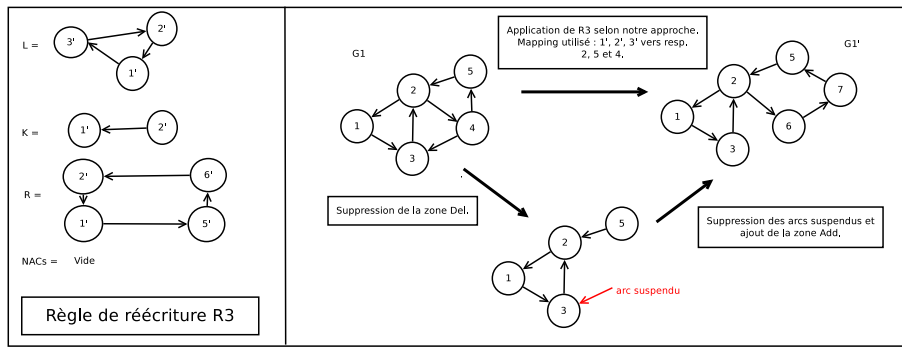 L =
3'
2'
1'
K =
1'
2'
R =
2'
6'
1'
5'
NACs =    Vide
Règle de réécriture R3
G1
Application de R3 selon notre approche.
Mapping utilisé : 1', 2', 3' vers resp.
2, 5 et 4.
G1'
5
2
1
4
3
5
2
7
1
6
3
Suppression de la zone Del.
Suppression des arcs suspendus et
ajout de la zone Add.
5
2
1
3
arc suspendu